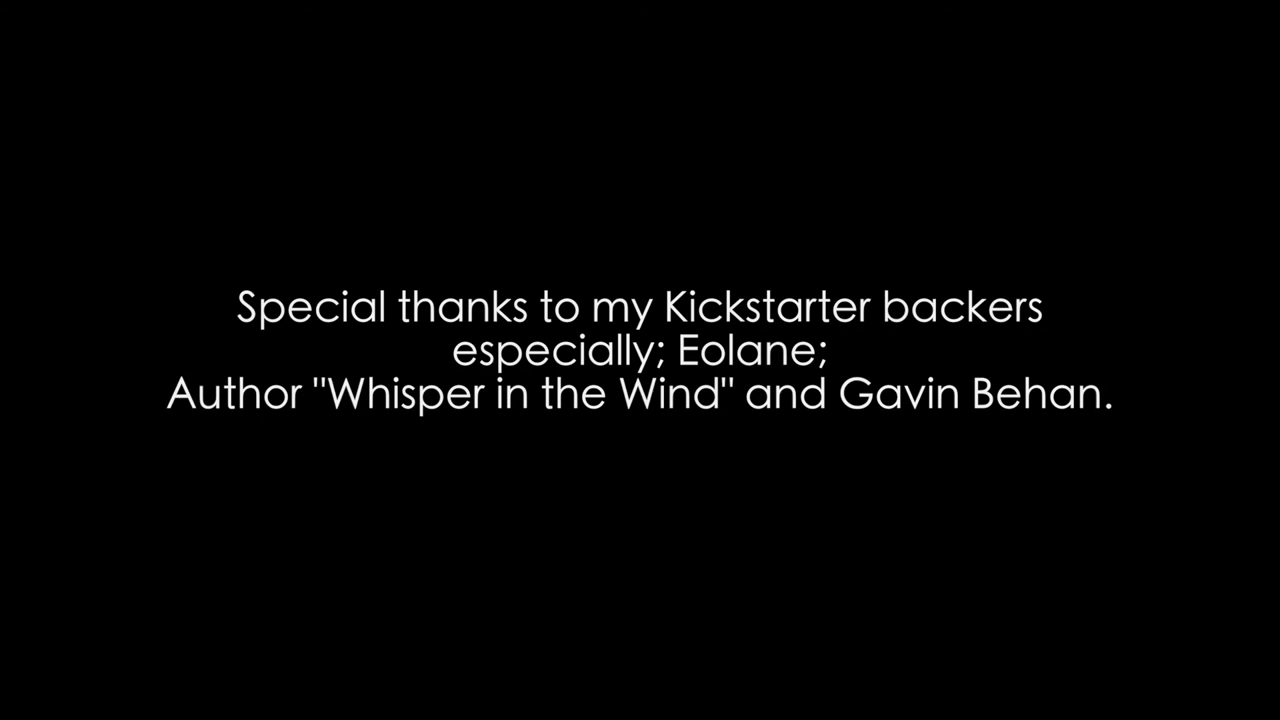 Special thanks to my Kickstarter backers
especially; Eolane;
Author "Whisper in the Wind" and Gavin Behan.